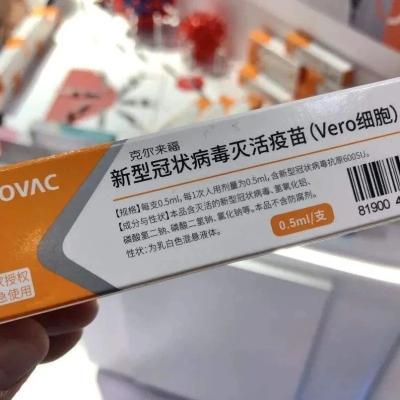 OVAC
克尔来福
新型冠状病毒灭活疫苗(Vero细胞)
【规格】每支0.5ml,每1次人用剂量为0.5ml,含新型冠状病毒抗原600SU。
【成分与性状】本品含灭活的新型冠状病毒、氢氧化铝、
磷酸氢二钠、磷酸二氢钠、氯化钠等。本品不含防腐剂。
性状:为乳白色混悬液体。
0.5ml/支
81900 4
授权
急使用